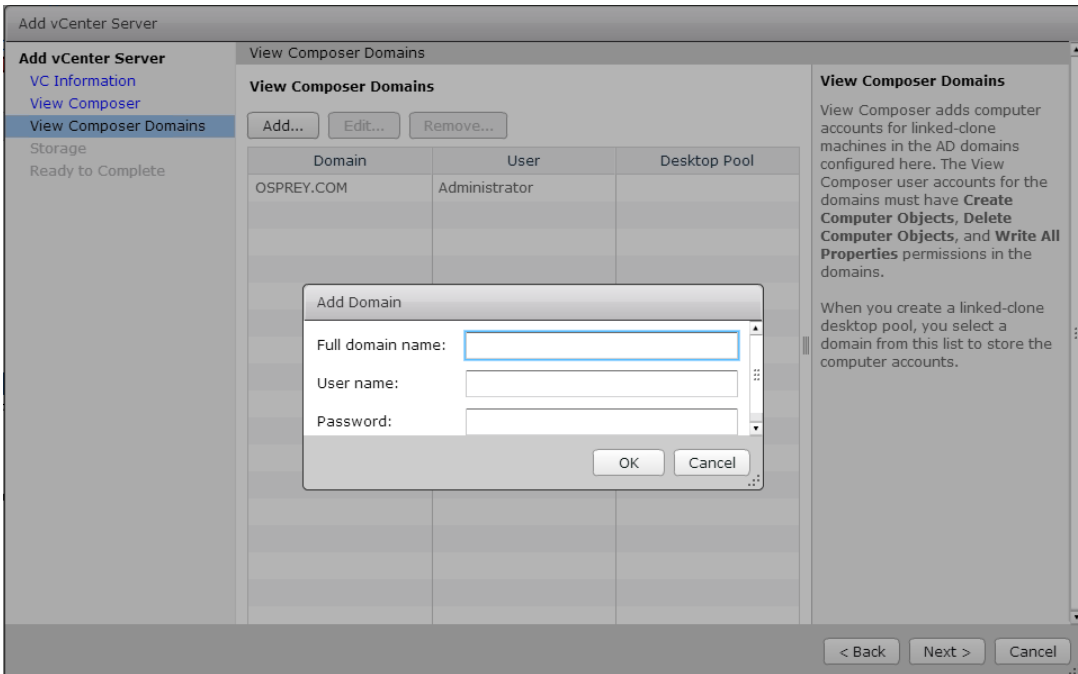 Add vCenter Server
Add vCenter Server
VC Information
View Composer
View Composer Domains
Storage
Ready to Complete
View Composer Domains
View Composer Domains
Add... Edit... Remove...
Domain User Desktop Pool
OSPREY.COM Administrator
Add Domain
Full domain name:
User name:
Password:
OK Cancel
View Composer Domains
View Composer adds computer
accounts for linked-clone
machines in the AD domains
configured here. The View
Composer user accounts for the
domains must have Create
Computer Objects, Delete
Computer Objects, and Write All
Properties permissions in the
domains.
When you create a linked-clone
desktop pool, you select a
domain from this list to store the
computer accounts.
< Back Next > Cancel